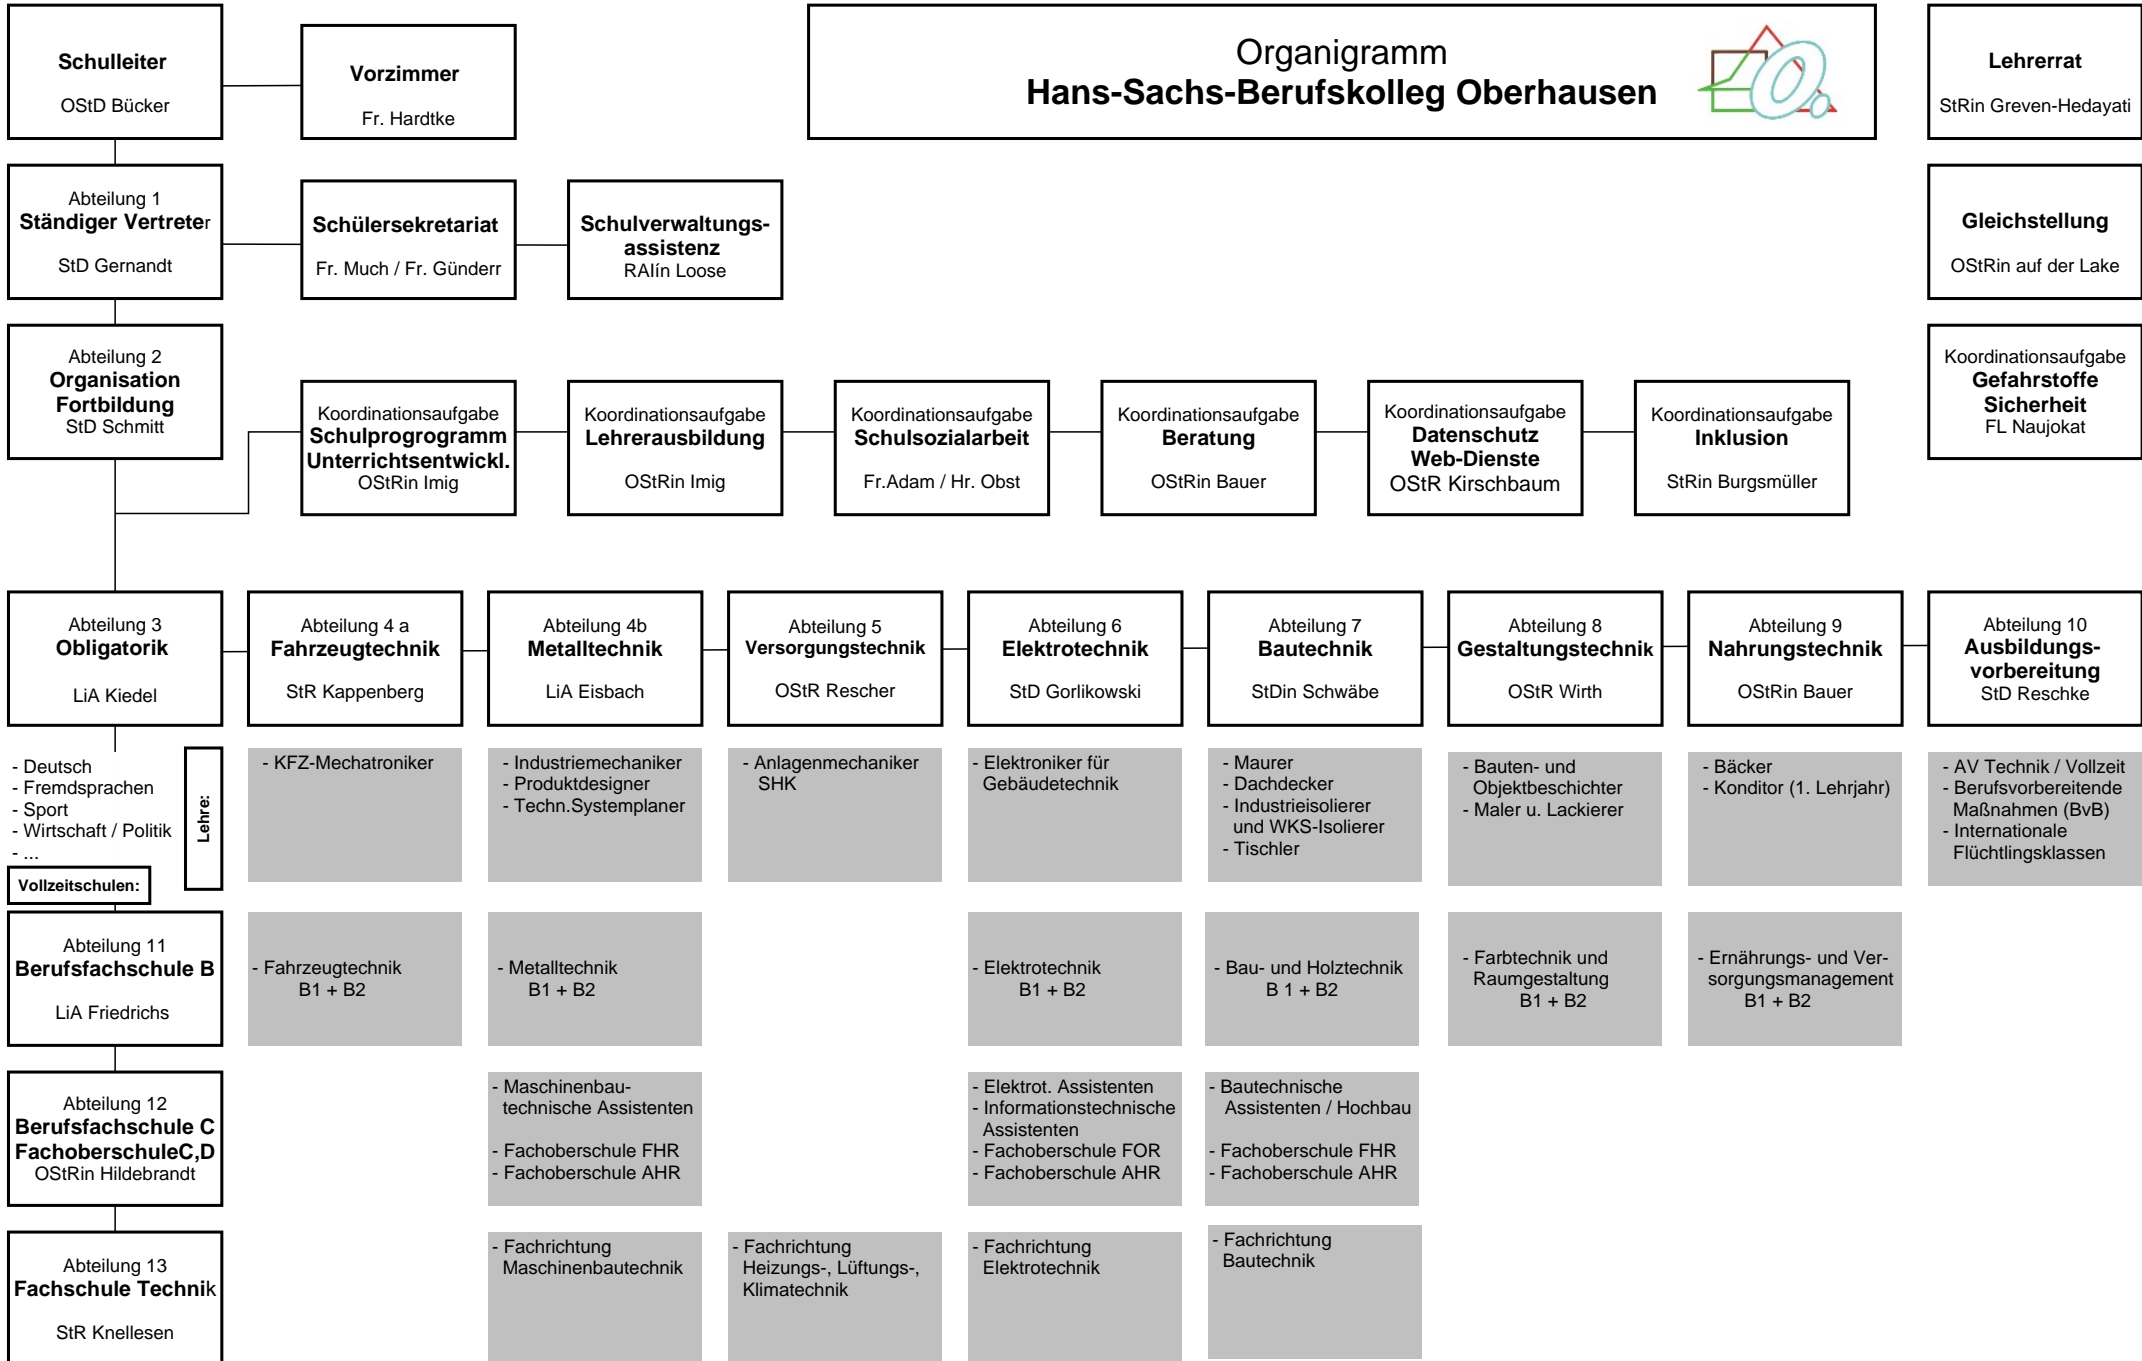 Schulleiter
OStD Bücker
Vorzimmer
Fr. Hardtke
Organigramm
Hans-Sachs-Berufskolleg Oberhausen
Lehrerrat
StRin Greven-Hedayati
Abteilung 1
Ständiger Vertreter
StD Gernandt
Schülersekretariat
Fr. Much / Fr. Günderr
Schulverwaltungs-
assistenz
RAIín Loose
Gleichstellung
OStRin auf der Lake
Abteilung 2
Organisation
Fortbildung
StD Schmitt
Koordinationsaufgabe
Schulprogrogramm
Unterrichtsentwickl.
OStRin Imig
Koordinationsaufgabe
Lehrerausbildung
OStRin Imig
Koordinationsaufgabe
Schulsozialarbeit
Fr.Adam / Hr. Obst
Koordinationsaufgabe
Beratung
OStRin Bauer
Koordinationsaufgabe
Datenschutz
Web-Dienste
OStR Kirschbaum
Koordinationsaufgabe
Inklusion
StRin Burgsmüller
Koordinationsaufgabe
Gefahrstoffe
Sicherheit
FL Naujokat
Abteilung 3
Obligatorik
LiA Kiedel
Abteilung 4 a
Fahrzeugtechnik
StR Kappenberg
Abteilung 4b
Metalltechnik
LiA Eisbach
Abteilung 5
Versorgungstechnik
OStR Rescher
Abteilung 6
Elektrotechnik
StD Gorlikowski
Abteilung 7
Bautechnik
StDin Schwäbe
Abteilung 8
Gestaltungstechnik
OStR Wirth
Abteilung 9
Nahrungstechnik
OStRin Bauer
Abteilung 10
Ausbildungs-
vorbereitung
StD Reschke
- Deutsch
- Fremdsprachen
- Sport
- Wirtschaft / Politik
- ...
Lehre:
- KFZ-Mechatroniker
- Industriemechaniker
- Produktdesigner
- Techn.Systemplaner
- Anlagenmechaniker
SHK
- Elektroniker für
Gebäudetechnik
- Maurer
- Dachdecker
- Industrieisolierer
und WKS-Isolierer
- Tischler
- Bauten- und
Objektbeschichter
- Maler u. Lackierer
- Bäcker
- Konditor (1. Lehrjahr)
- AV Technik / Vollzeit
- Berufsvorbereitende
Maßnahmen (BvB)
- Internationale
Flüchtlingsklassen
Vollzeitschulen:
Abteilung 11
Berufsfachschule B
LiA Friedrichs
- Fahrzeugtechnik
B1 + B2
- Metalltechnik
B1 + B2
- Elektrotechnik
B1 + B2
- Bau- und Holztechnik
B 1 + B2
- Farbtechnik und
Raumgestaltung
B1 + B2
- Ernährungs- und Ver-
sorgungsmanagement
B1 + B2
Abteilung 12
Berufsfachschule C
FachoberschuleC,D
OStRin Hildebrandt
- Maschinenbau-
technische Assistenten
- Fachoberschule FHR
- Fachoberschule AHR
- Elektrot. Assistenten
- Informationstechnische
Assistenten
- Fachoberschule FOR
- Fachoberschule AHR
- Bautechnische
Assistenten / Hochbau
- Fachoberschule FHR
- Fachoberschule AHR
Abteilung 13
Fachschule Technik
StR Knellesen
- Fachrichtung
Maschinenbautechnik
- Fachrichtung
Heizungs-, Lüftungs-,
Klimatechnik
- Fachrichtung
Elektrotechnik
- Fachrichtung
Bautechnik